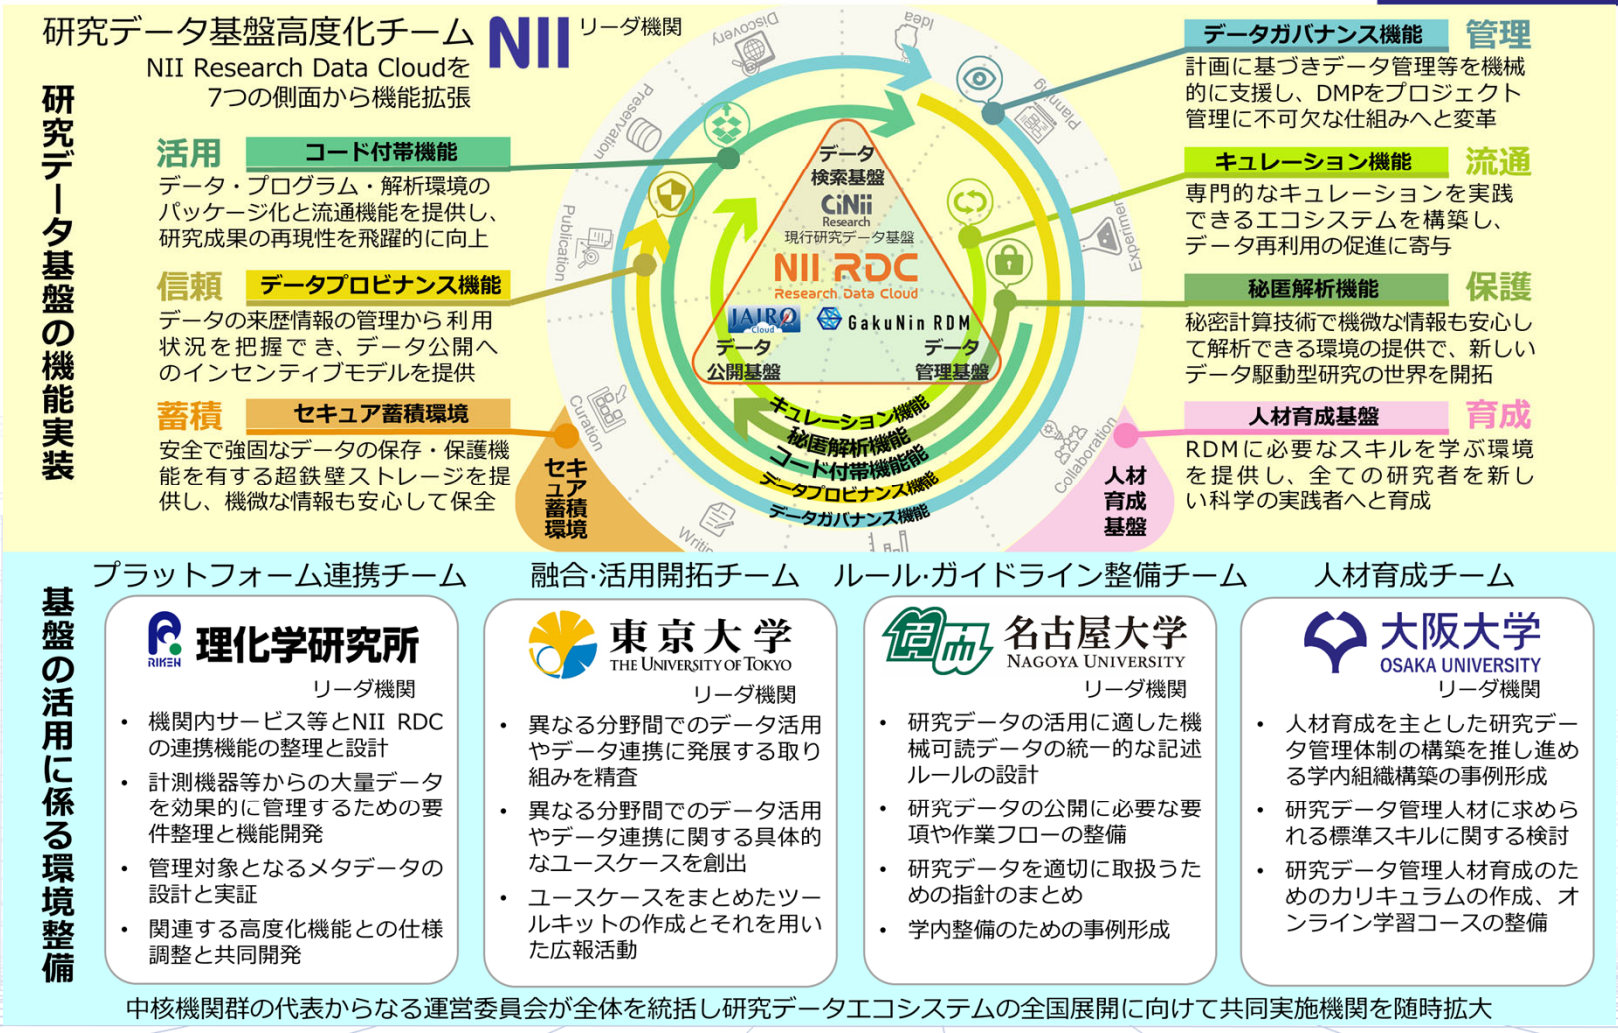 研究データ基盤の機能実装
研究データ基盤高度化チーム
NII
リーダ機関
NII Research Data Cloudを
7つの側面から機能拡張
活用
コード付帯機能
データ・プログラム・解析環境の
パッケージ化と流通機能を提供し、
研究成果の再現性を飛躍的に向上
信頼
データプロビナンス機能
データの来歴情報の管理から利用
状況を把握でき、データ公開へ
のインセンティブモデルを提供
蓄積
セキュア蓄積環境
安全で強固なデータの保存・保護機
能を有する超鉄壁ストレージを提
供し、機微な情報も安心して保全
Discovery
Idea
Planning
Experiment
Collaboration
Curation
Publication
Preservation
データ
検索基盤
CiNii
Research
現行研究データ基盤
NII RDC
Research Data Cloud
JAIRO
Cloud
GakuNin RDM
データ
公開基盤
データ
管理基盤
キュレーション機能
秘匿解析機能
コード付帯機能能
データプロビナンス機能
データガバナンス機能
セキ
ュア
蓄積
環境
人材
育成
基盤
データガバナンス機能
管理
計画に基づきデータ管理等を機械
的に支援し、DMPをプロジェクト
管理に不可欠な仕組みへと変革
キュレーション機能
流通
専門的なキュレーションを実践
できるエコシステムを構築し、
データ再利用の促進に寄与
秘匿解析機能
保護
秘密計算技術で機微な情報も安心し
て解析できる環境の提供で、新しい
データ駆動型研究の世界を開拓
人材育成基盤
育成
RDMに必要なスキルを学ぶ環境
を提供し、全ての研究者を新し
い科学の実践者へと育成
基盤の活用に係る環境整備
プラットフォーム連携チーム
RIKEN
理化学研究所
リーダ機関
• 機関内サービス等とNII RDC
の連携機能の整理と設計
• 計測機器等からの大量データ
を効果的に管理するための要
件整理と機能開発
• 管理対象となるメタデータの
設計と実証
• 関連する高度化機能との仕様
調整と共同開発
融合·活用開拓チーム
東京大学
THE UNIVERSITY OF TOKYO
リーダ機関
• 異なる分野間でのデータ活用
やデータ連携に発展する取り
組みを精査
• 異なる分野間でのデータ活用
やデータ連携に関する具体的
なユースケースを創出
• ユースケースをまとめたツー
ルキットの作成とそれを用い
た広報活動
ルール·ガイドライン整備チーム
名古屋大学
NAGOYA UNIVERSITY
リーダ機関
• 研究データの活用に適した機
械可読データの統一的な記述
ルールの設計
• 研究データの公開に必要な要
項や作業フローの整備
• 研究データを適切に取扱うた
めの指針のまとめ
• 学内整備のための事例形成
人材育成チーム
大阪大学
OSAKA UNIVERSITY
リーダ機関
• 人材育成を主とした研究デー
タ管理体制の構築を推し進め
る学内組織構築の事例形成
• 研究データ管理人材に求めら
れる標準スキルに関する検討
• 研究データ管理人材育成のた
めのカリキュラムの作成、オ
ンライン学習コースの整備
中核機関群の代表からなる運営委員会が全体を統括し研究データエコシステムの全国展開に向けて共同実施機関を随時拡大